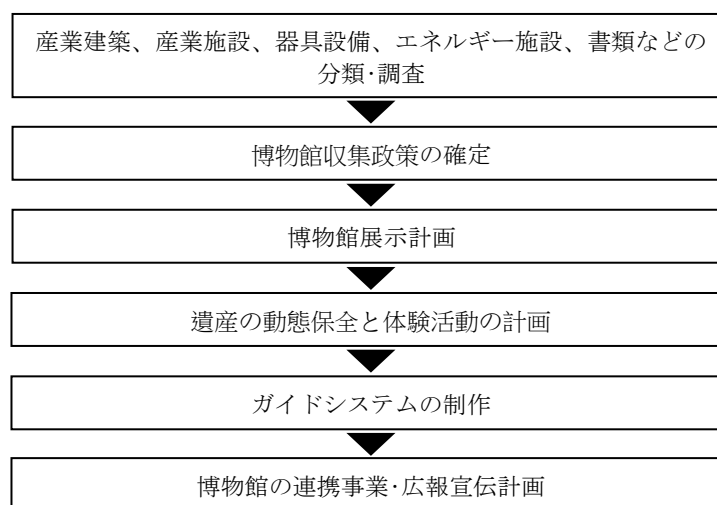 産業建築、産業施設、器具設備、エネルギー施設、書類などの
分類·調査
博物館収集政策の確定
博物館展示計画
遺産の動態保全と体験活動の計画
ガイドシステムの制作
博物館の連携事業·広報宣伝計画